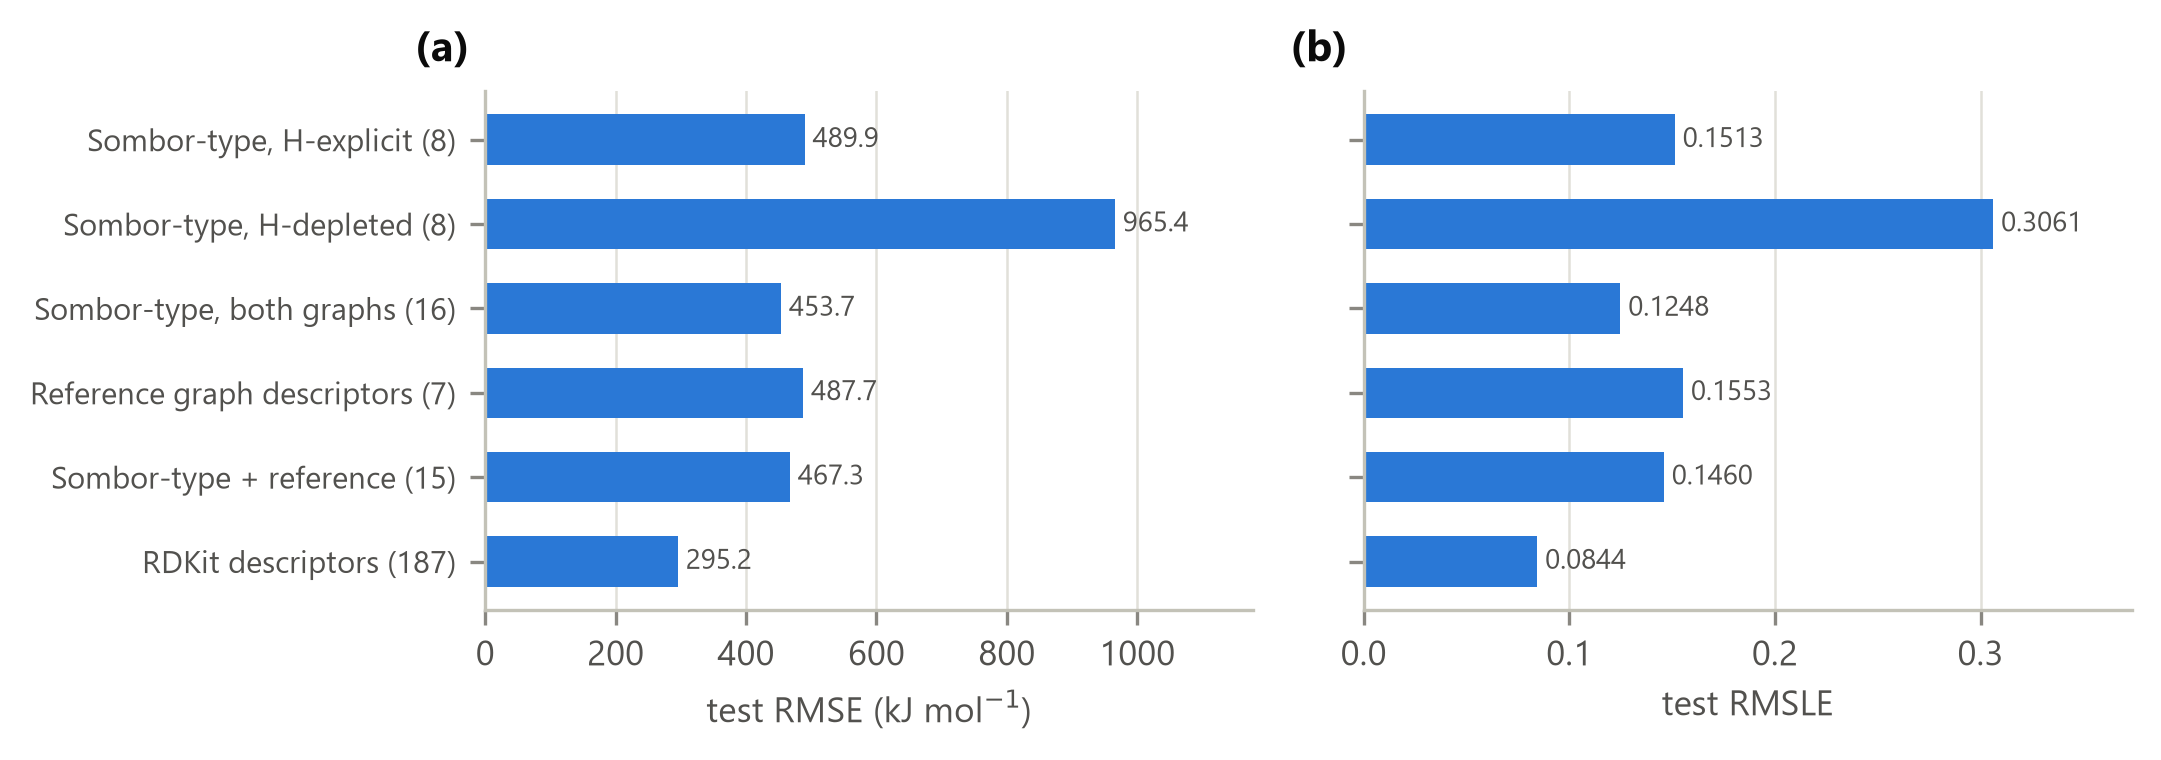 (a)
Sombor-type, H-explicit (8)
489.9
Sombor-type, H-depleted (8)
965.4
Sombor-type, both graphs (16)
453.7
Reference graph descriptors (7)
487.7
Sombor-type + reference (15)
467.3
RDKit descriptors (187)
295.2
0 200 400 600 800 1000
test RMSE (kJ mol⁻¹)
(b)
0.1513
0.3061
0.1248
0.1553
0.1460
0.0844
0.0 0.1 0.2 0.3
test RMSLE